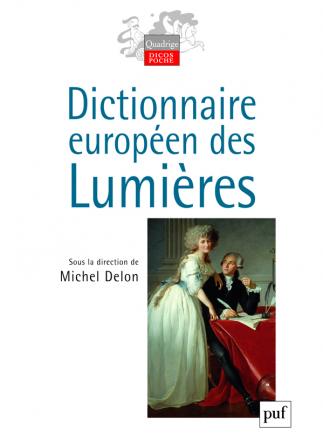 Quadrige
DICOS
POCHE
Dictionnaire
européen des
Lumières
Sous la direction de
Michel Delon
puf